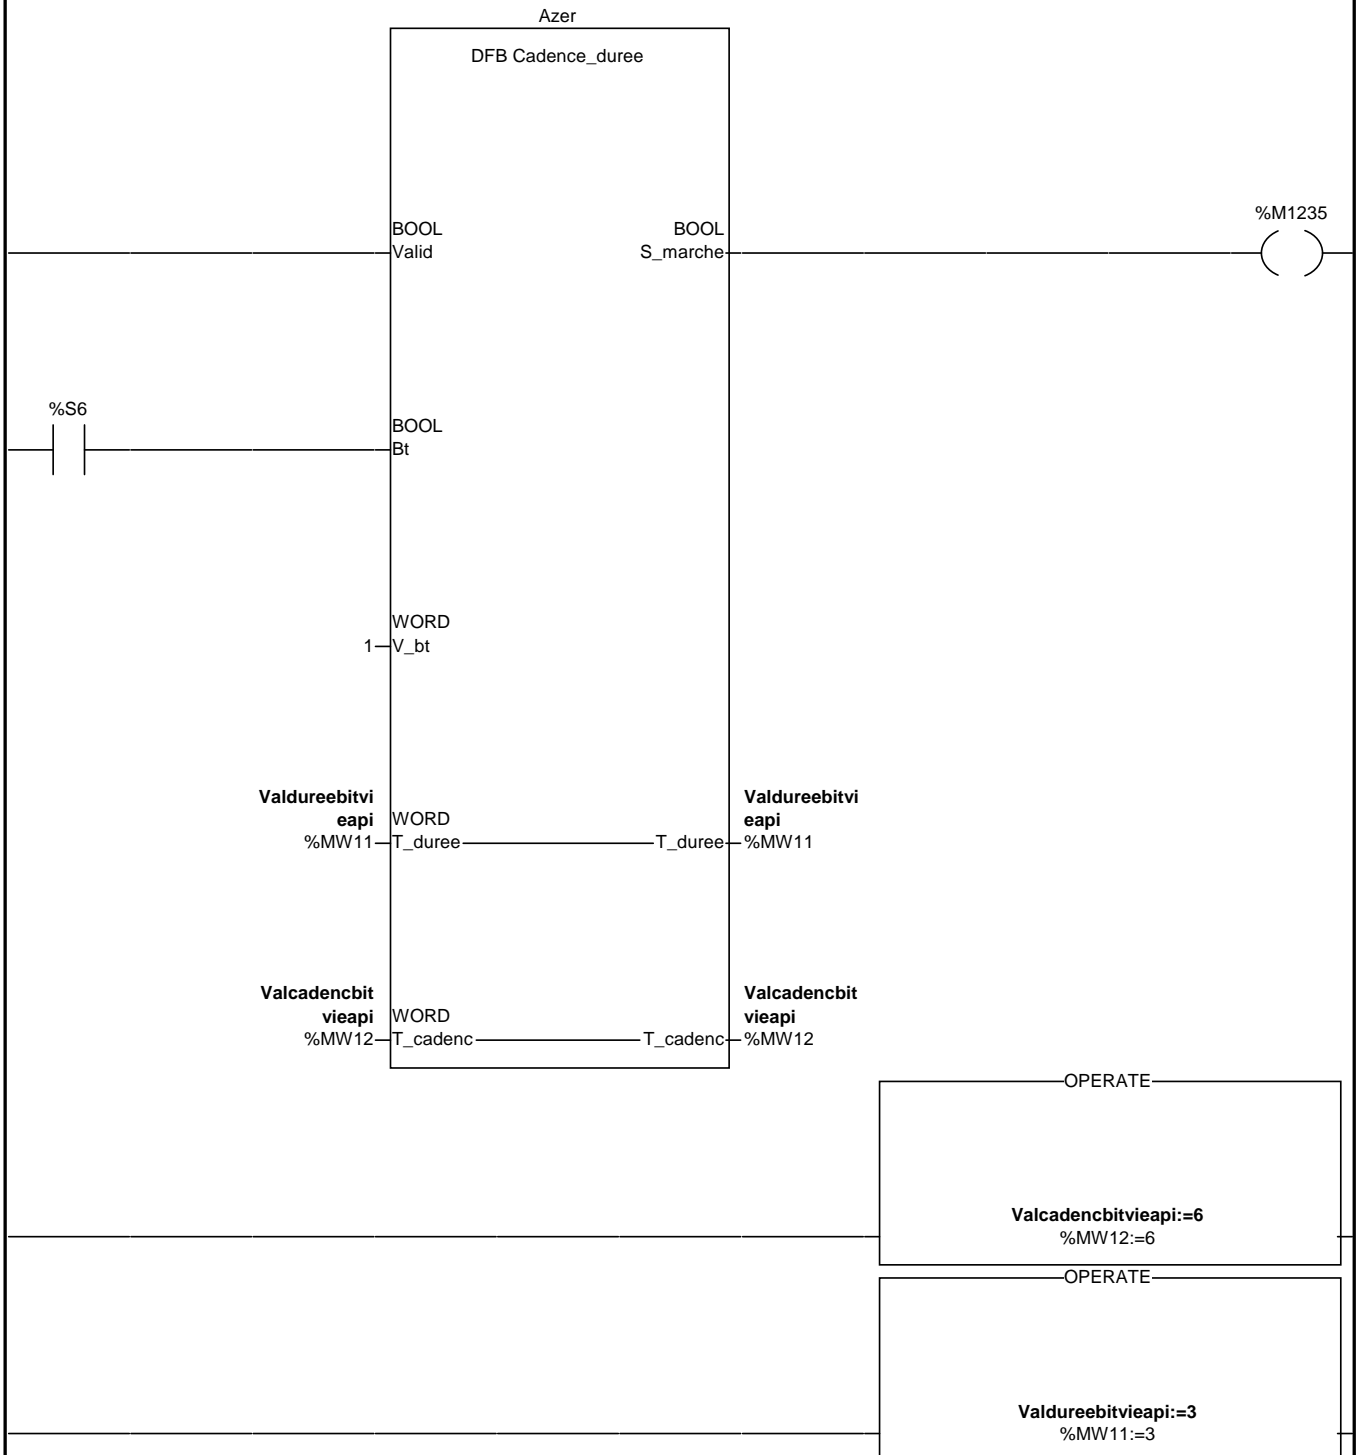 Azer
DFB Cadence_duree
%M1235
BOOL BOOL
Valid S_marche
%S6
BOOL
Bt
WORD
1 V_bt
Valdureebitvi Valdureebitvi
eapi WORD eapi
%MW11 T_duree T_duree %MW11
Valcadencbit Valcadencbit
vieapi WORD vieapi
%MW12 T_cadenc T_cadenc %MW12
OPERATE
Valcadencbitvieapi:=6
%MW12:=6
OPERATE
Valdureebitvieapi:=3
%MW11:=3